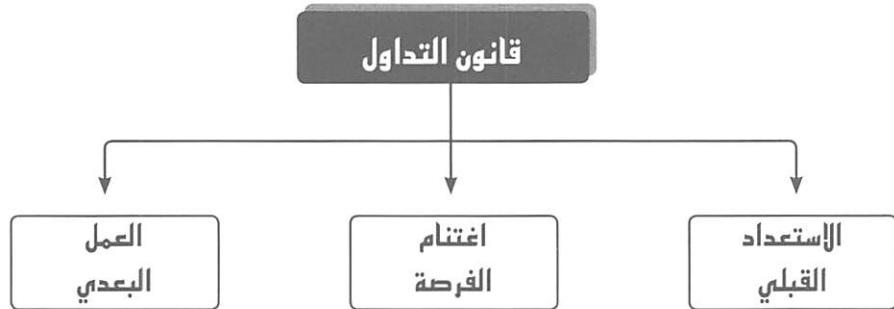 قانون التداول
الاستعداد
القبلي
اغتنام
الفرصة
العمل
البعدي